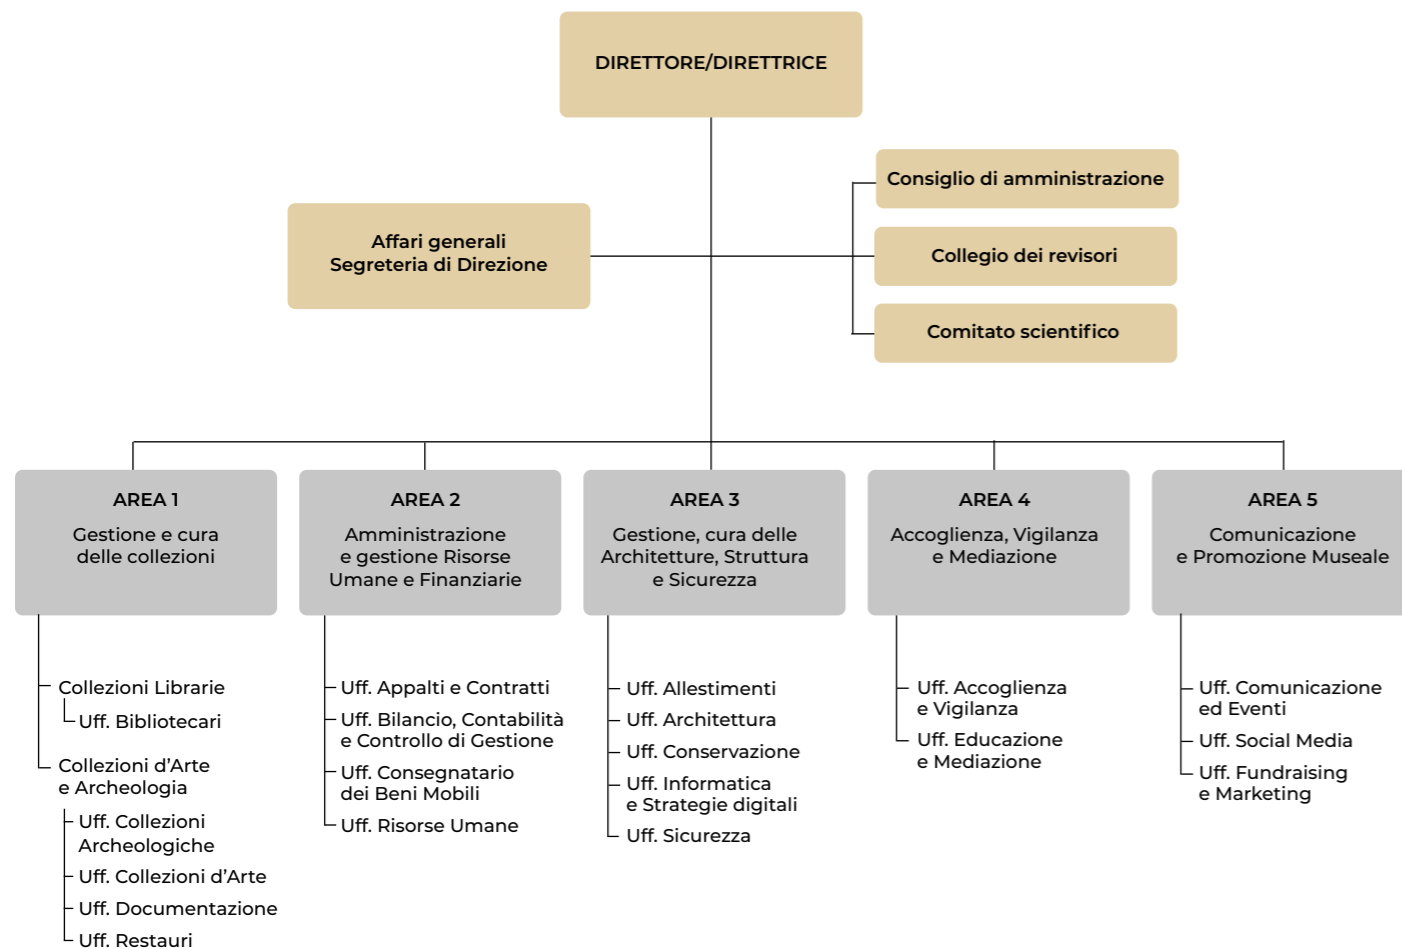 DIRETTORE/DIRETTRICE
Consiglio di amministrazione
Affari generali
Segreteria di Direzione
Collegio dei revisori
Comitato scientifico
AREA 1
Gestione e cura
delle collezioni
Collezioni Librarie
Uff. Bibliotecari
Collezioni d’Arte
e Archeologia
Uff. Collezioni
Archeologiche
Uff. Collezioni d’Arte
Uff. Documentazione
Uff. Restauri
AREA 2
Amministrazione
e gestione Risorse
Umane e Finanziarie
Uff. Appalti e Contratti
Uff. Bilancio, Contabilità
e Controllo di Gestione
Uff. Consegnatario
dei Beni Mobili
Uff. Risorse Umane
AREA 3
Gestione, cura delle
Architetture, Struttura
e Sicurezza
Uff. Allestimenti
Uff. Architettura
Uff. Conservazione
Uff. Informatica
e Strategie digitali
Uff. Sicurezza
AREA 4
Accoglienza, Vigilanza
e Mediazione
Uff. Accoglienza
e Vigilanza
Uff. Educazione
e Mediazione
AREA 5
Comunicazione
e Promozione Museale
Uff. Comunicazione
ed Eventi
Uff. Social Media
Uff. Fundraising
e Marketing